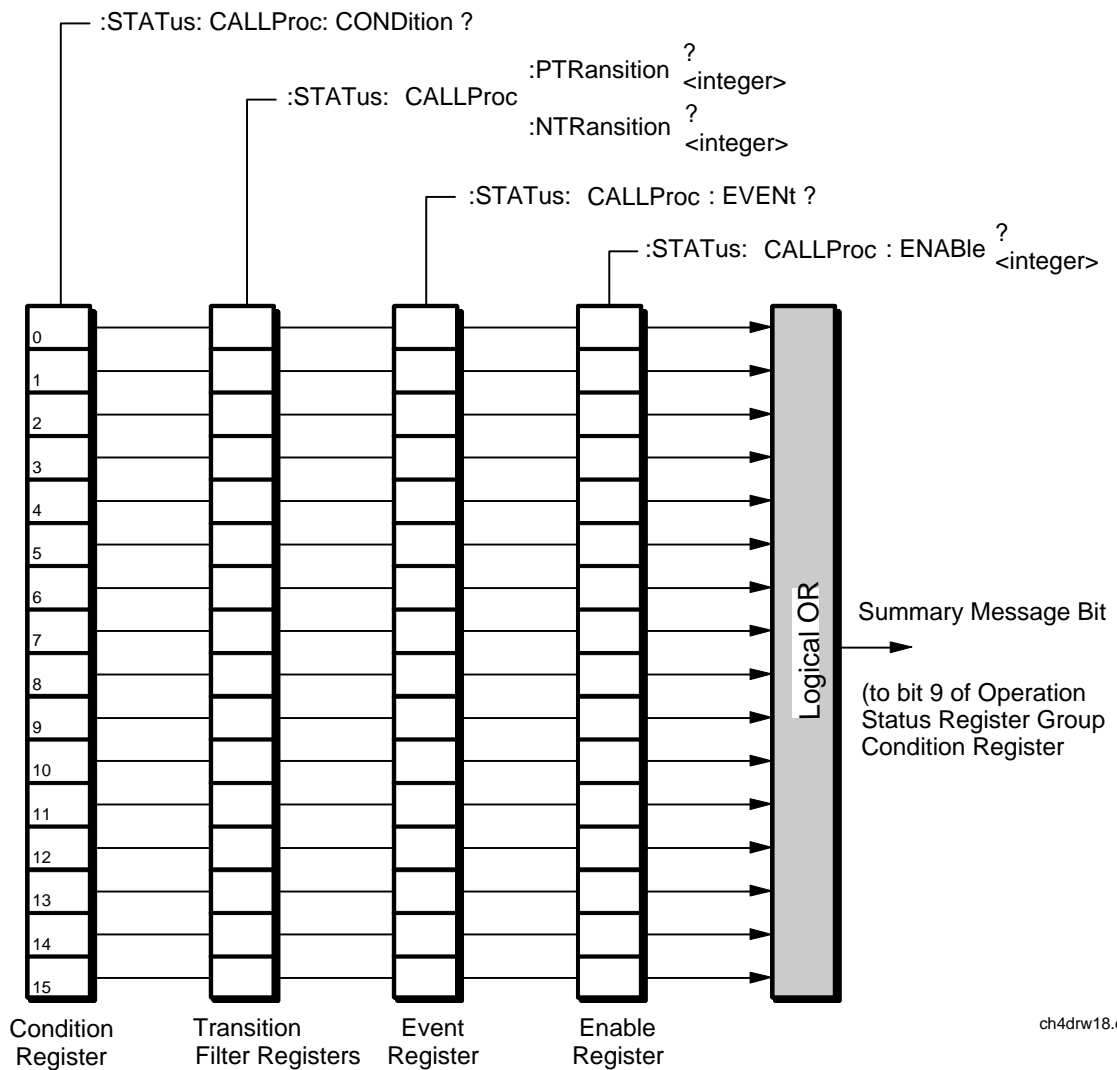 :STATus: CALLProc: CONDition ?
:STATus: CALLProc
:PTRansition ?
<integer>
:NTRansition ?
<integer>
:STATus: CALLProc : EVENt ?
:STATus: CALLProc : ENABle ?
<integer>
0
1
2
3
4
5
6
7
8
9
10
11
12
13
14
15
Logical OR
Summary Message Bit
(to bit 9 of Operation
Status Register Group
Condition Register
Condition
Register
Transition
Filter Registers
Event
Register
Enable
Register
ch4drw18.